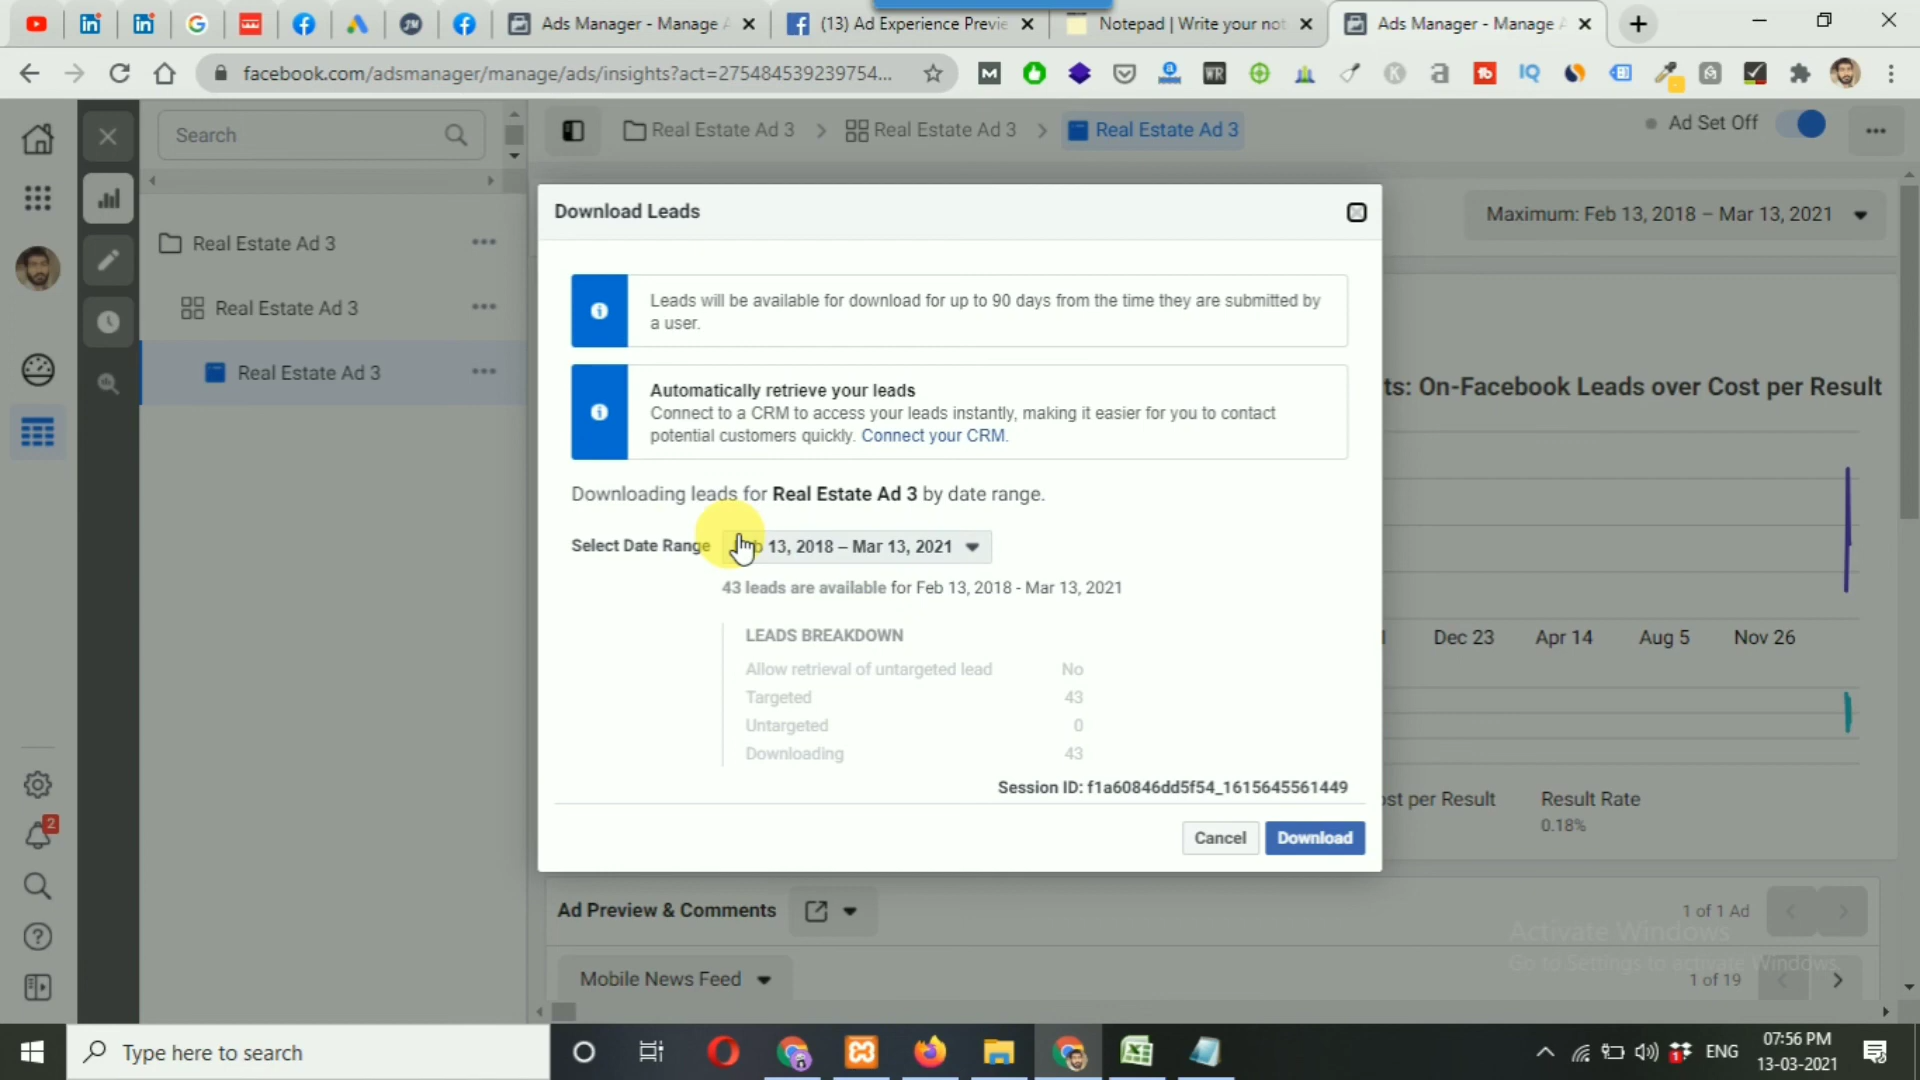 Ads Manager - Manage A
(13) Ad Experience Previe
Notepad | Write your not
Ads Manager - Manage A
facebook.com/adsmanager/manage/ads/insights?act=275484539239754...
Search
Real Estate Ad 3
Real Estate Ad 3
Real Estate Ad 3
Real Estate Ad 3 > Real Estate Ad 3 > Real Estate Ad 3
Ad Set Off
Maximum: Feb 13, 2018 – Mar 13, 2021
Download Leads
Leads will be available for download for up to 90 days from the time they are submitted by
a user.
Automatically retrieve your leads
Connect to a CRM to access your leads instantly, making it easier for you to contact
potential customers quickly. Connect your CRM.
Downloading leads for Real Estate Ad 3 by date range.
Select Date Range
13, 2018 – Mar 13, 2021
43 leads are available for Feb 13, 2018 - Mar 13, 2021
LEADS BREAKDOWN
Allow retrieval of untargeted lead No
Targeted 43
Untargeted 0
Downloading 43
Session ID: f1a60846dd5f54_1615645561449
Cancel
Download
ts: On-Facebook Leads over Cost per Result
Dec 23 Apr 14 Aug 5 Nov 26
ost per Result
Result Rate
0.18%
2
Ad Preview & Comments
1 of 1 Ad
Activate Windows
Go to Settings to activate Windows.
Mobile News Feed
1 of 19
Type here to search
ENG
07:56 PM
13-03-2021